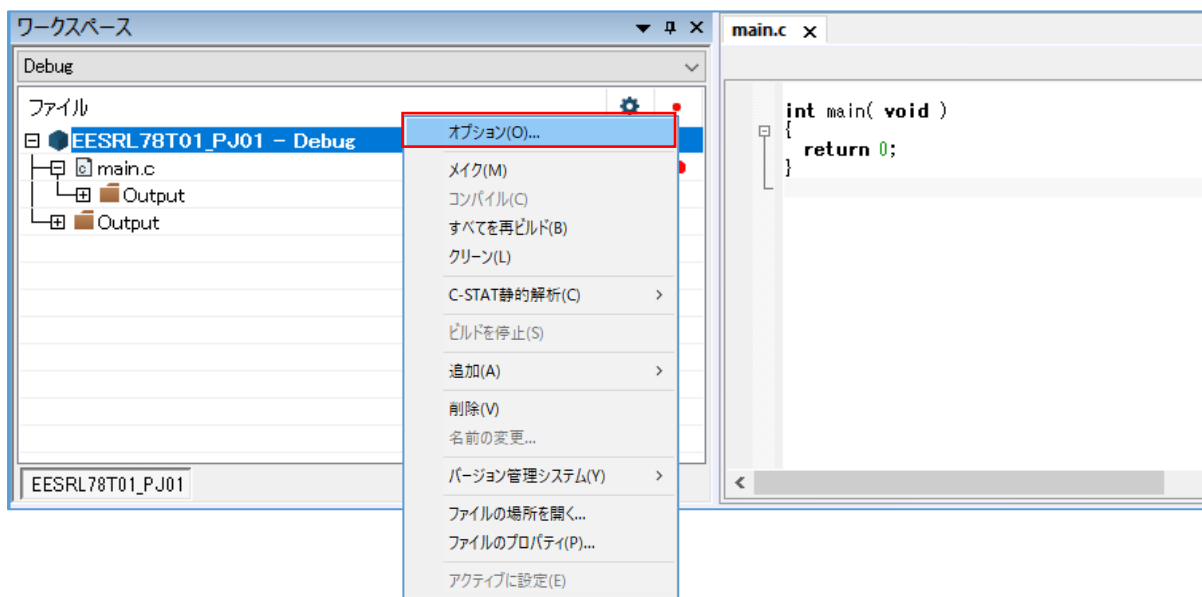 ワークスペース
Debug
ファイル
EESRL78T01_PJ01 - Debug
main.c
Output
Output
EESRL78T01_PJ01
オプション(O)...
メイク(M)
コンパイル(C)
すべてを再ビルド(B)
クリーン(L)
C-STAT静的解析(C)
ビルドを停止(S)
追加(A)
削除(V)
名前の変更...
バージョン管理システム(Y)
ファイルの場所を開く...
ファイルのプロパティ(P)...
アクティブに設定(E)
main.c
int main( void )
{
return 0;
}